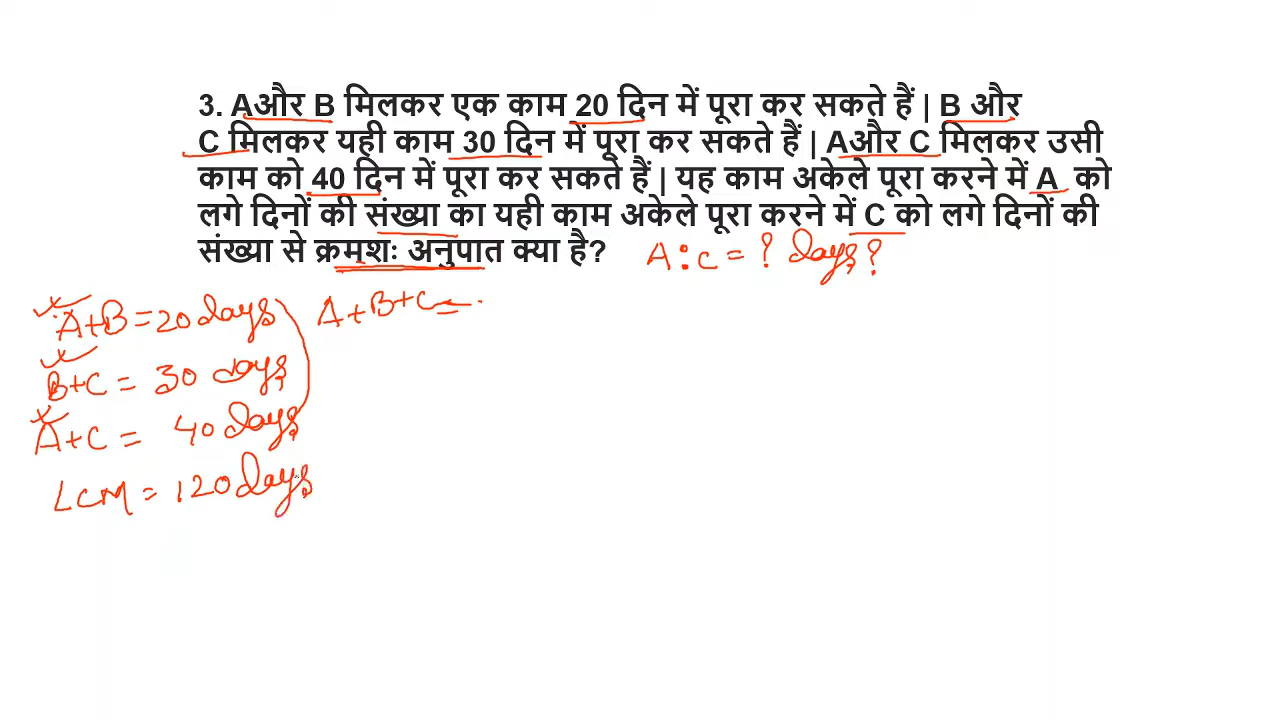 3. Aऔर B मिलकर एक काम 20 दिन में पूरा कर सकते हैं | B और
C मिलकर यही काम 30 दिन में पूरा कर सकते हैं | Aऔर C मिलकर उसी
काम को 40 दिन में पूरा कर सकते हैं | यह काम अकेले पूरा करने में A को
लगे दिनों की संख्या का यही काम अकेले पूरा करने में C को लगे दिनों की
संख्या से क्रमशः अनुपात क्या है? A:C = ? days?
A+B = 20 days A+B+C =
B+C = 30 days
A+C = 40 days
LCM = 120 days